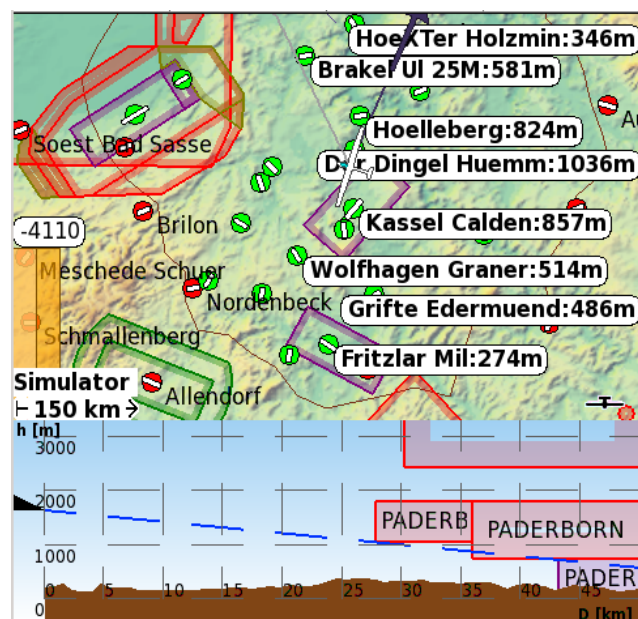 HoeXTer Holzmin:346m
Brakel Ul 25M:581m
Hoelleberg:824m
Soest Bad Sasse
Der Dingel Huemm:1036m
Brilon
Kassel Calden:857m
-4110
Meschede Schuer
Wolfhagen Graner:514m
Nordenbeck
Grifte Edermuend:486m
Schmallenberg
Fritzlar Mil:274m
Simulator
Allendorf
150 km
h [m]
3000
2000
PADERB
PADERBORN
1000
PADER
0 5 10 15 20 25 30 35 40 45
0
D [km]